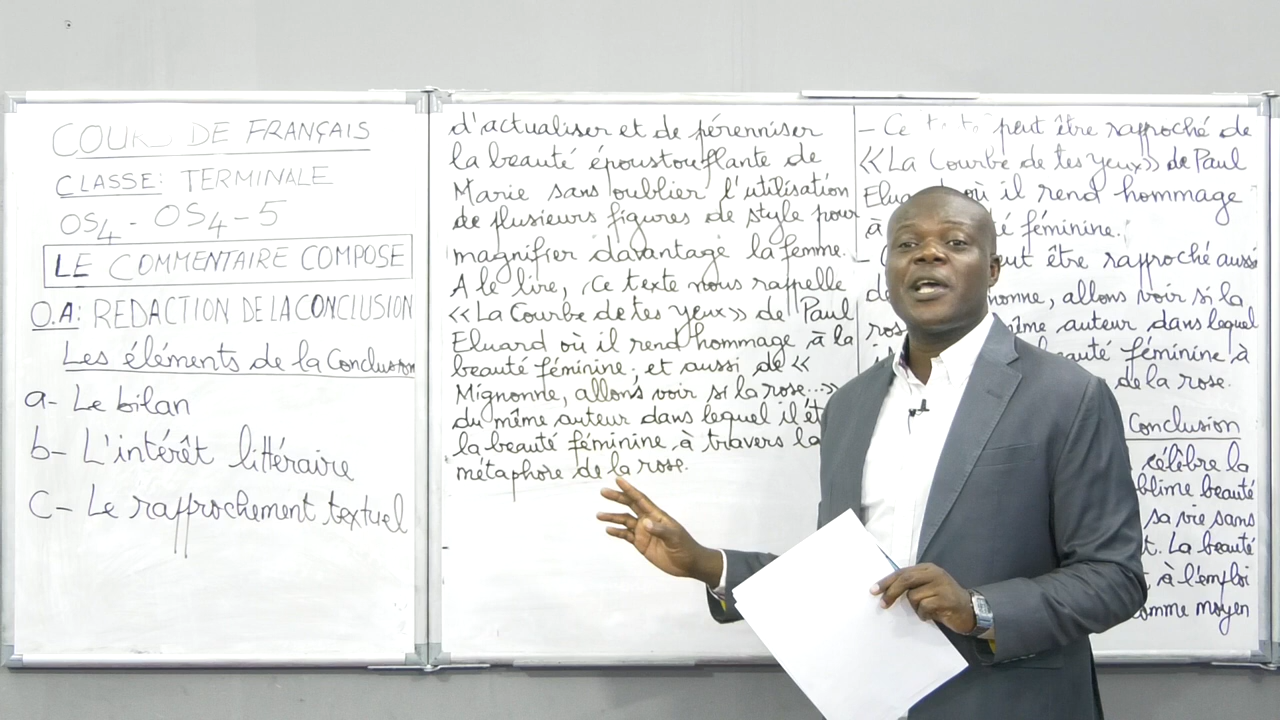 COURS DE FRANÇAIS
CLASSE: TERMINALE
OS4 - OS4-5
LE COMMENTAIRE COMPOSE
O.A: REDACTION DE LA CONCLUSION
Les éléments de la Conclusion
a- Le bilan
b- L'intérêt littéraire
C- Le rapprochement textuel
d'actualiser et de pérenniser
la beauté époustouflante de
Marie sans oublier l'utilisation
de plusieurs figures de style pour
magnifier davantage la femme.
A le lire, ce texte nous rappelle
<<La Courbe de tes yeux>> de Paul
Eluard où il rend hommage à la
beauté féminine. et aussi de <<
Mignonne, allons voir si la rose...>>
du même auteur dans lequel il
la beauté féminine à travers la
métaphore de la rose.
- Ce peut être rapproché de
<<La Courbe de tes yeux>> de Paul
Eluard où il rend hommage
à féminine.
- être rapproché aussi
allons voir si la
même auteur dans lequel
beauté féminine à
de la rose.
Conclusion
célèbre la
beauté
sa vie sans
La beauté
à l'emploi
comme moyen